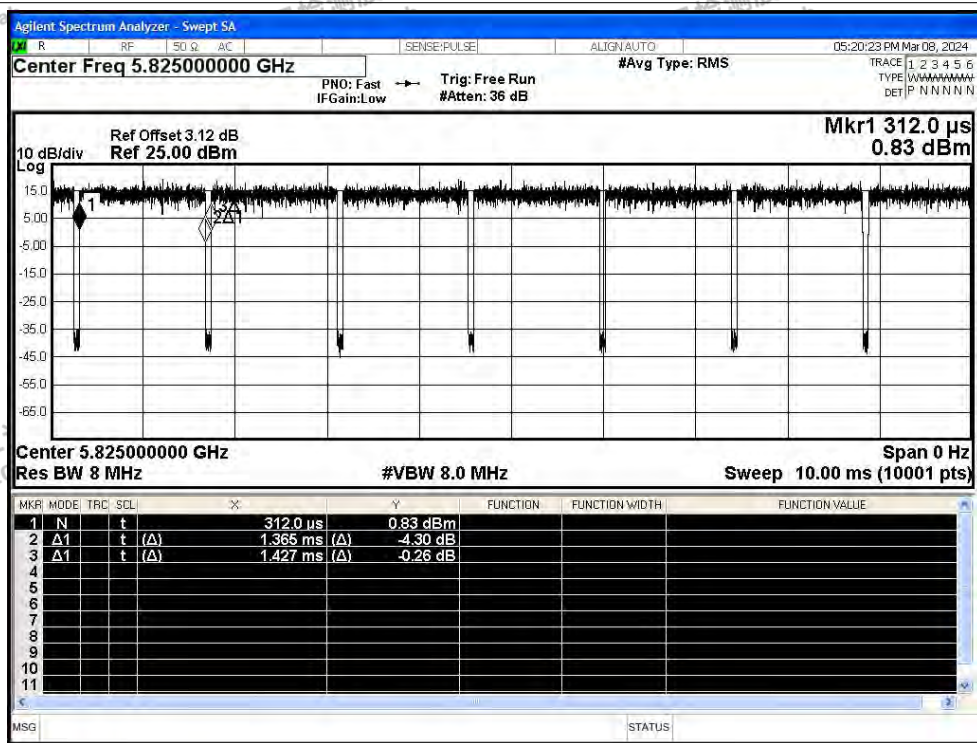 Agilent Spectrum Analyzer - Swept SA
R RF 50 Ω AC SENSE:PULSE ALIGN AUTO 05:20:23 PM Mar 08, 2024
Center Freq 5.825000000 GHz
#Avg Type: RMS
TRACE 1 2 3 4 5 6
PNO: Fast Trig: Free Run
IFGain:Low #Atten: 36 dB
TYPE WWWWWW
DET P N N N N N
Mkr1 312.0 µs
0.83 dBm
Ref Offset 3.12 dB
10 dB/div Ref 25.00 dBm
Log
15.0
1
5.00
3Δ1
2Δ1
-5.00
-15.0
-25.0
-35.0
-45.0
-55.0
-65.0
Center 5.825000000 GHz Span 0 Hz
Res BW 8 MHz #VBW 8.0 MHz Sweep 10.00 ms (10001 pts)
MKR MODE TRC SCL X Y FUNCTION FUNCTION WIDTH FUNCTION VALUE
1 N t 312.0 µs 0.83 dBm
2 Δ1 t (Δ) 1.365 ms (Δ) -4.30 dB
3 Δ1 t (Δ) 1.427 ms (Δ) -0.26 dB
4
5
6
7
8
9
10
11
MSG STATUS